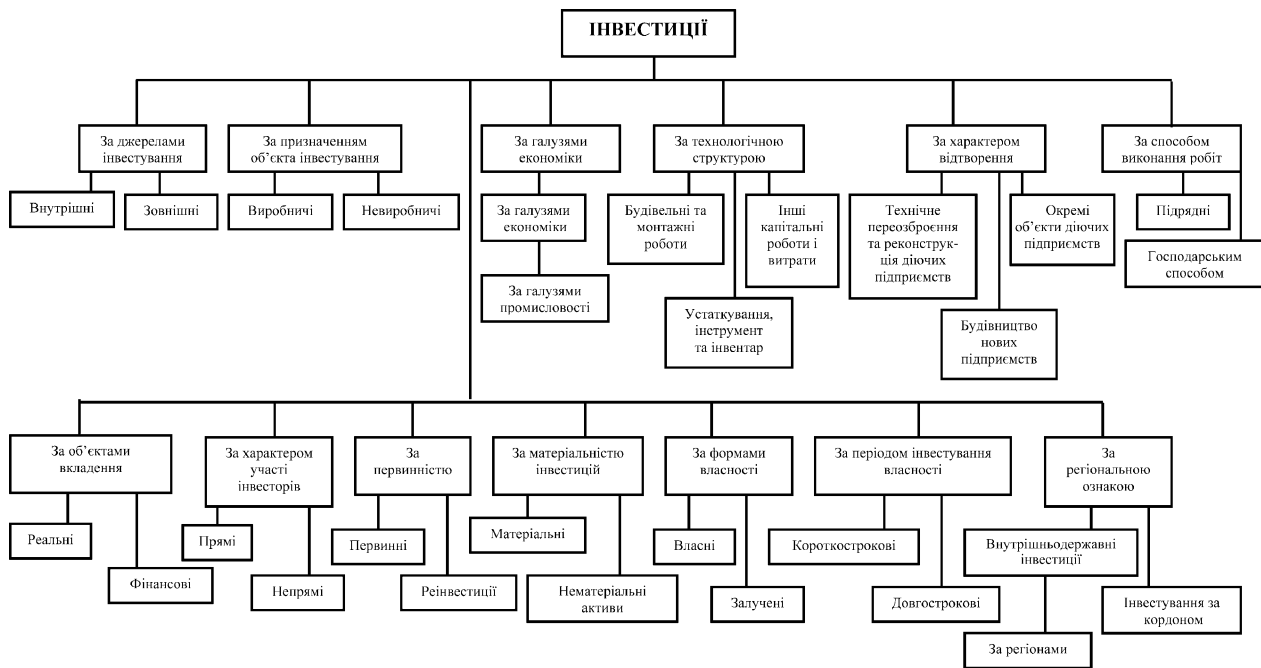 ІНВЕСТИЦІЇ
За джерелами
інвестування
За призначенням
об’єкта інвестування
За галузями
економіки
За технологічною
структурою
За характером
відтворення
За способом
виконання робіт
Внутрішні
Зовнішні
Виробничі
Невиробничі
За галузями
економіки
За галузями
промисловості
Будівельні та
монтажні
роботи
Устаткування,
інструмент
та інвентар
Інші
капітальні
роботи і
витрати
Технічне
переозброєння
та реконструк-
ція діючих
підприємств
Будівництво
нових
підприємств
Окремі
об’єкти діючих
підприємств
Підрядні
Господарським
способом
За об’єктами
вкладення
За характером
участі
інвесторів
За
первинністю
За матеріальністю
інвестицій
За формами
власності
За періодом інвестування
власності
За
регіональною
ознакою
Реальні
Фінансові
Прямі
Непрямі
Первинні
Реінвестиції
Матеріальні
Нематеріальні
активи
Власні
Залучені
Короткострокові
Довгострокові
Внутрішньодержавні
інвестиції
За регіонами
Інвестування за
кордоном